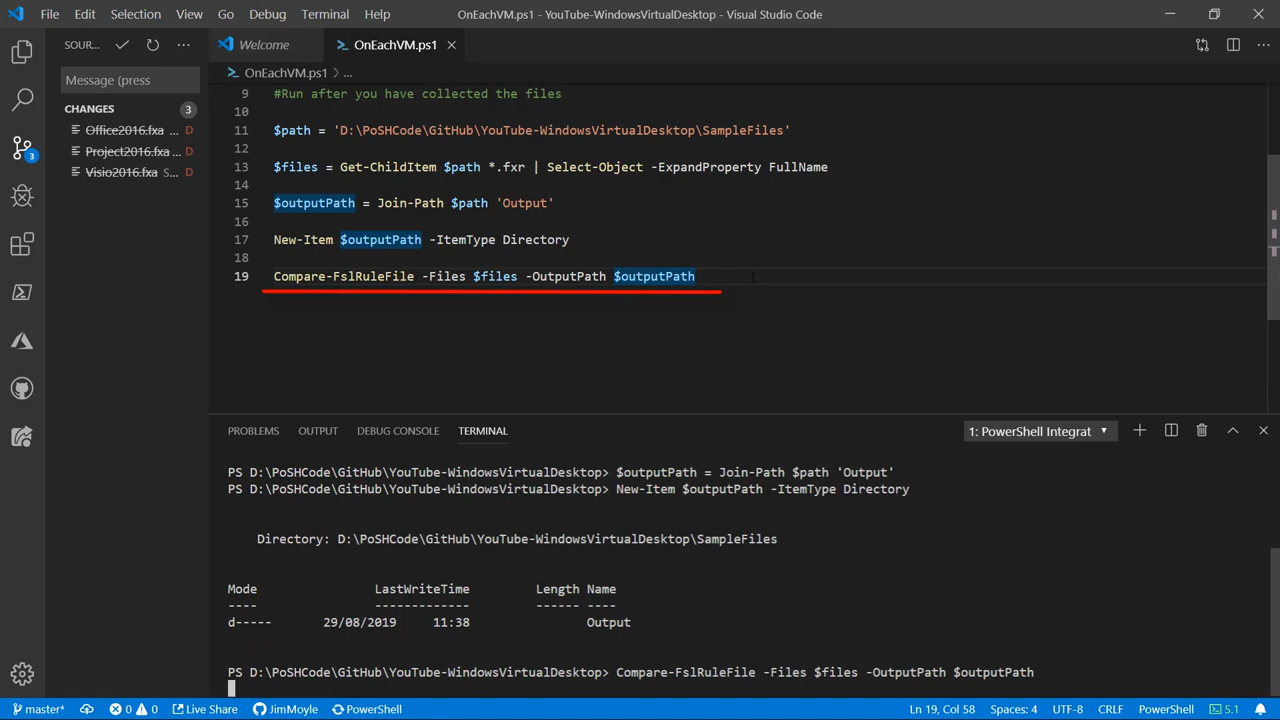 File Edit Selection View Go Debug Terminal Help OnEachVM.ps1 - YouTube-WindowsVirtualDesktop - Visual Studio Code
SOUR... Welcome OnEachVM.ps1
Message (press
OnEachVM.ps1 > ...
CHANGES 3
Office2016.fxa ... D
Project2016.fxa ... D
Visio2016.fxa S... D
9 #Run after you have collected the files
10
11 $path = 'D:\PoSHCode\GitHub\YouTube-WindowsVirtualDesktop\SampleFiles'
12
13 $files = Get-ChildItem $path *.fxr | Select-Object -ExpandProperty FullName
14
15 $outputPath = Join-Path $path 'Output'
16
17 New-Item $outputPath -ItemType Directory
18
19 Compare-FslRuleFile -Files $files -OutputPath $outputPath
3
PROBLEMS OUTPUT DEBUG CONSOLE TERMINAL 1: PowerShell Integrat
PS D:\PoSHCode\GitHub\YouTube-WindowsVirtualDesktop> $outputPath = Join-Path $path 'Output'
PS D:\PoSHCode\GitHub\YouTube-WindowsVirtualDesktop> New-Item $outputPath -ItemType Directory
Directory: D:\PoSHCode\GitHub\YouTube-WindowsVirtualDesktop\SampleFiles
Mode LastWriteTime Length Name
---- ------------- ------ ----
d----- 29/08/2019 11:38 Output
PS D:\PoSHCode\GitHub\YouTube-WindowsVirtualDesktop> Compare-FslRuleFile -Files $files -OutputPath $outputPath
master* 0 0 Live Share JimMoyle PowerShell Ln 19, Col 58 Spaces: 4 UTF-8 CRLF PowerShell 5.1